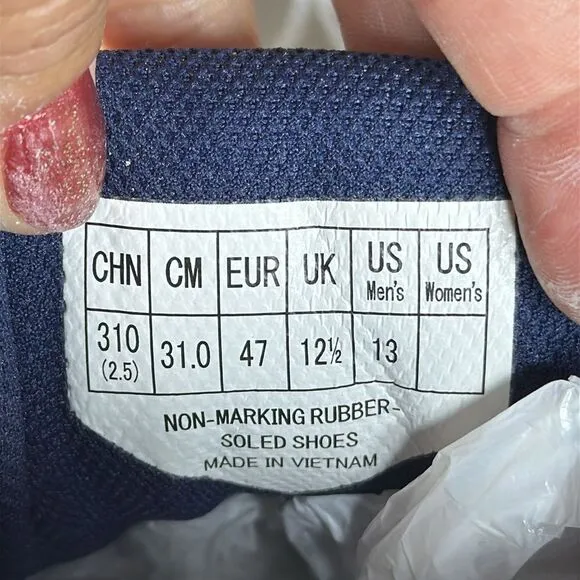 CHN CM EUR UK US Men's US Women's
310 (2.5) 31.0 47 12½ 13
NON-MARKING RUBBER-
SOLED SHOES
MADE IN VIETNAM